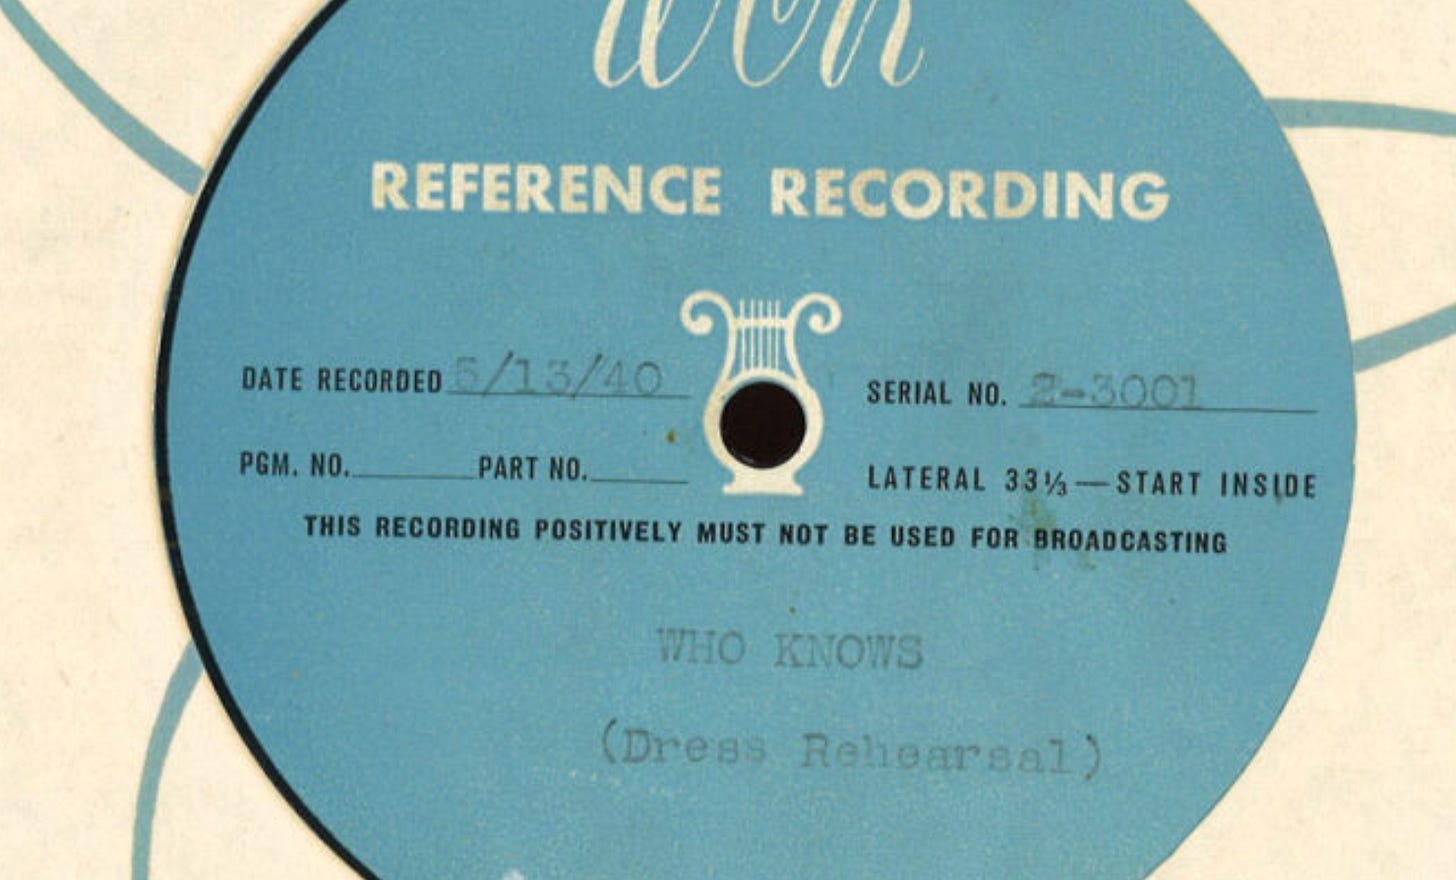 REFERENCE RECORDING
DATE RECORDED 5/13/40
SERIAL NO. 2-3001
PGM. NO. PART NO.
LATERAL 33⅓—START INSIDE
THIS RECORDING POSITIVELY MUST NOT BE USED FOR BROADCASTING
WHO KNOWS
(Dress Rehearsal)